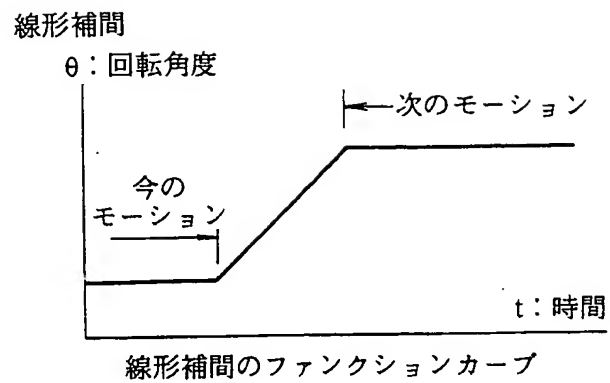 線形補間
θ：回転角度
次のモーション
今の
モーション
t：時間
線形補間のファンクションカーブ